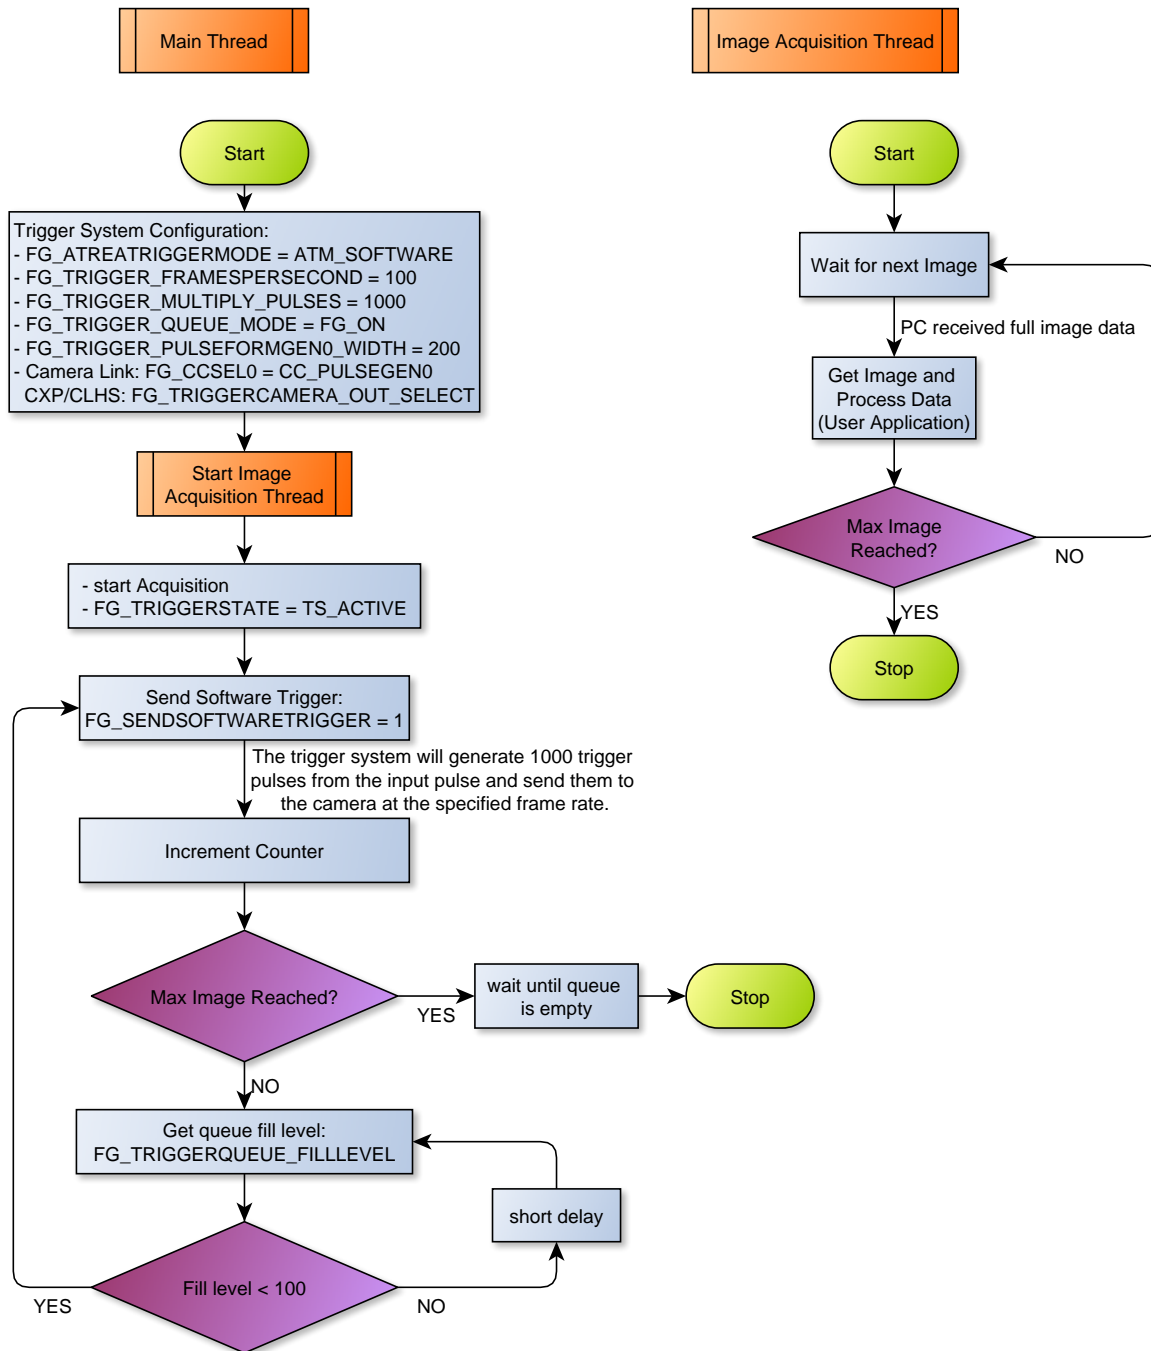 Main Thread
Start
Trigger System Configuration:
- FG_ATREATRIGGERMODE = ATM_SOFTWARE
- FG_TRIGGER_FRAMESPERSECOND = 100
- FG_TRIGGER_MULTIPLY_PULSES = 1000
- FG_TRIGGER_QUEUE_MODE = FG_ON
- FG_TRIGGER_PULSEFORMGEN0_WIDTH = 200
- Camera Link: FG_CCSEL0 = CC_PULSEGEN0
CXP/CLHS: FG_TRIGGERCAMERA_OUT_SELECT
Start Image
Acquisition Thread
- start Acquisition
- FG_TRIGGERSTATE = TS_ACTIVE
Send Software Trigger:
FG_SENDSOFTWARETRIGGER = 1
The trigger system will generate 1000 trigger
pulses from the input pulse and send them to
the camera at the specified frame rate.
Increment Counter
Max Image Reached?
YES
wait until queue
is empty
Stop
NO
Get queue fill level:
FG_TRIGGERQUEUE_FILLLEVEL
short delay
Fill level < 100
YES
NO
Image Acquisition Thread
Start
Wait for next Image
PC received full image data
Get Image and
Process Data
(User Application)
Max Image
Reached?
NO
YES
Stop